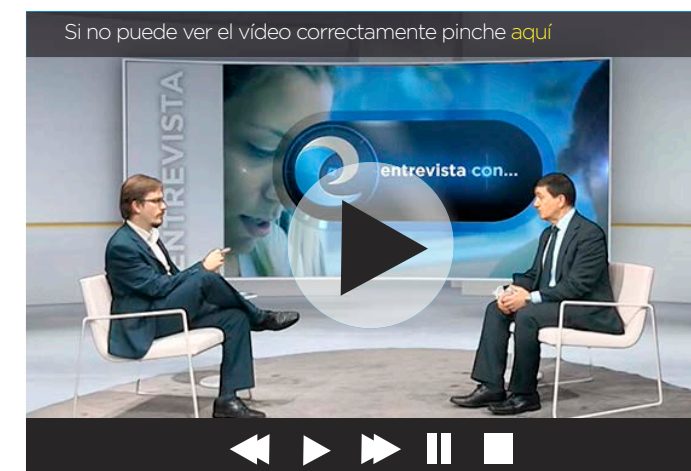 Si no puede ver el vídeo correctamente pinche aquí
ENTREVISTA
entrevista con...